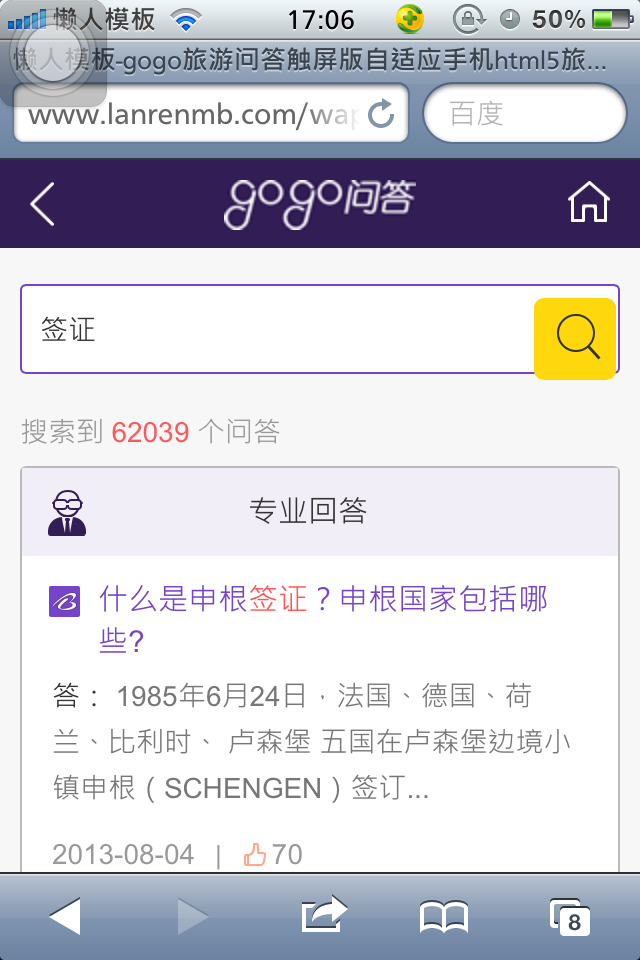 懒人模板 17:06 50%
懒人模板-gogo旅游问答触屏版自适应手机html5旅...
www.lanrenmb.com/wap 百度
gogo问答
签证
搜索到 62039 个问答
专业回答
什么是申根签证？申根国家包括哪
些?
答： 1985年6月24日，法国、德国、荷
兰、比利时、 卢森堡 五国在卢森堡边境小
镇申根（SCHENGEN）签订...
2013-08-04 | 70
8